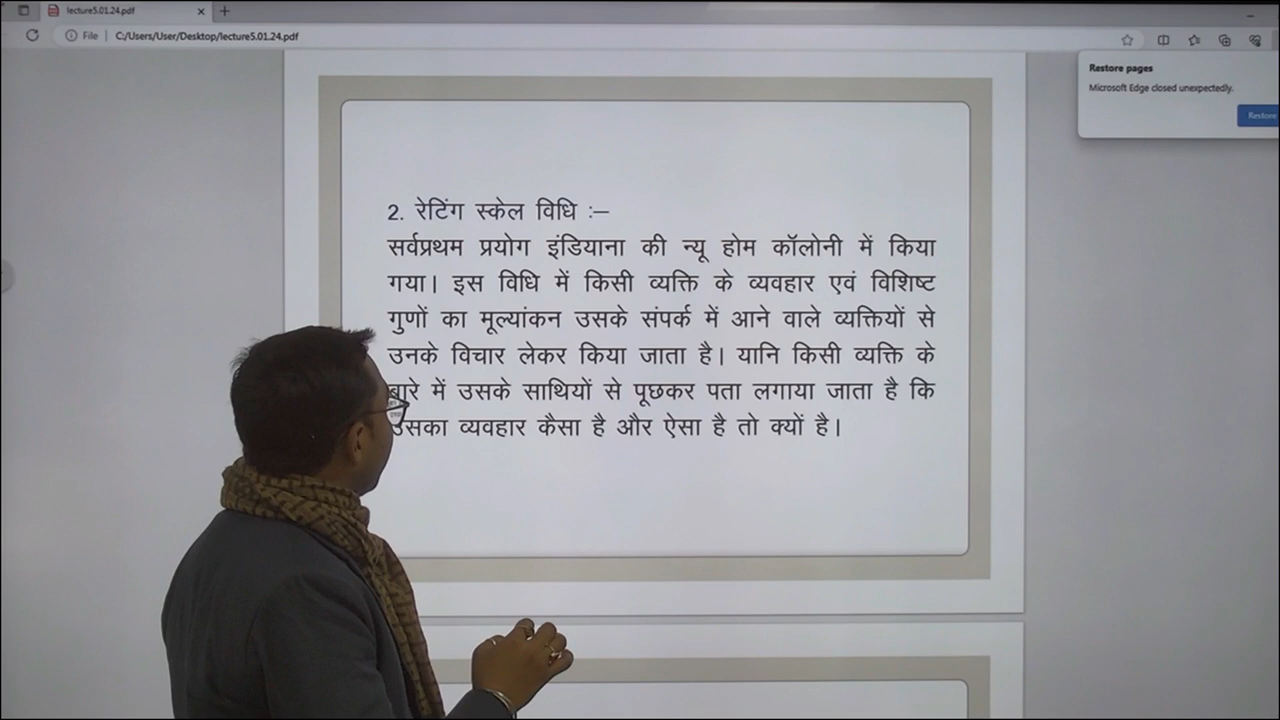 lecture5.01.24.pdf
File
C:/Users/User/Desktop/lecture5.01.24.pdf
Restore pages
Microsoft Edge closed unexpectedly.
Restore
2. रेटिंग स्केल विधि :–
सर्वप्रथम प्रयोग इंडियाना की न्यू होम कॉलोनी में किया
गया। इस विधि में किसी व्यक्ति के व्यवहार एवं विशिष्ट
गुणों का मूल्यांकन उसके संपर्क में आने वाले व्यक्तियों से
उनके विचार लेकर किया जाता है। यानि किसी व्यक्ति के
बारे में उसके साथियों से पूछकर पता लगाया जाता है कि
उसका व्यवहार कैसा है और ऐसा है तो क्यों है।